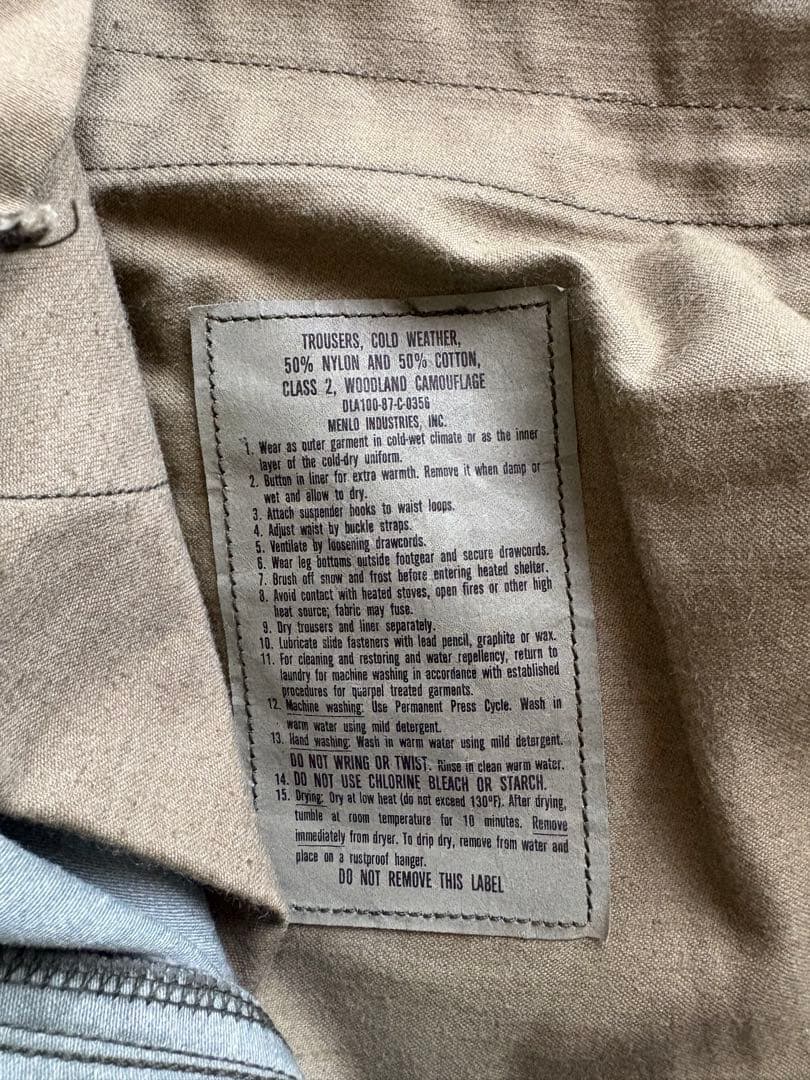 TROUSERS, COLD WEATHER,
50% NYLON AND 50% COTTON,
CLASS 2, WOODLAND CAMOUFLAGE
DLA100-87-C-0356
MENLO INDUSTRIES, INC.
1. Wear as outer garment in cold-wet climate or as the inner
layer of the cold-dry uniform.
2. Button in liner for extra warmth. Remove it when damp or
wet and allow to dry.
3. Attach suspender hooks to waist loops.
4. Adjust waist by buckle straps.
5. Ventilate by loosening drawcords.
6. Wear leg bottoms outside footgear and secure drawcords.
7. Brush off snow and frost before entering heated shelter.
8. Avoid contact with heated stoves, open fires or other high
heat source; fabric may fuse.
9. Dry trousers and liner separately.
10. Lubricate slide fasteners with lead pencil, graphite or wax.
11. For cleaning and restoring and water repellency, return to
laundry for machine washing in accordance with established
procedures for quarpel treated garments.
12. Machine washing: Use Permanent Press Cycle. Wash in
warm water using mild detergent.
13. Hand washing: Wash in warm water using mild detergent.
DO NOT WRING OR TWIST. Rinse in clean warm water.
14. DO NOT USE CHLORINE BLEACH OR STARCH.
15. Drying: Dry at low heat (do not exceed 130ºF). After drying,
tumble at room temperature for 10 minutes. Remove
immediately from dryer. To drip dry, remove from water and
place on a rustproof hanger.
DO NOT REMOVE THIS LABEL